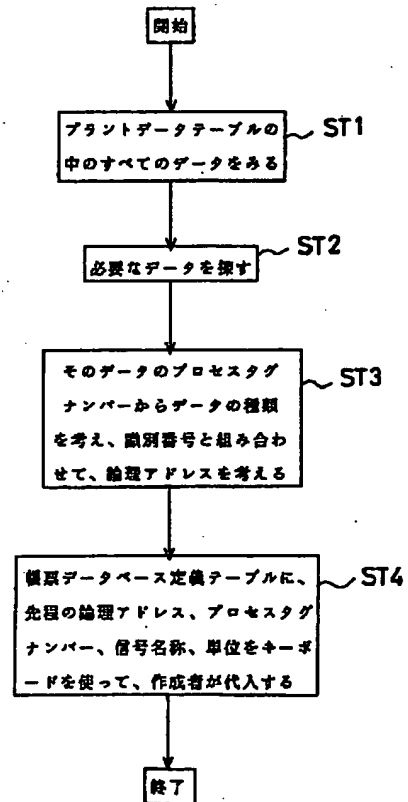 開始
プラントデータテーブルの
中のすべてのデータをみる
ST1
必要なデータを探す
ST2
そのデータのプロセスタグ
ナンバーからデータの種類
を考え、識別番号と組み合わ
せて、論理アドレスを考える
ST3
帳票データベース定義テーブルに、
先程の論理アドレス、プロセスタグ
ナンバー、信号名称、単位をキーボ
ードを使って、作成者が代入する
ST4
終了